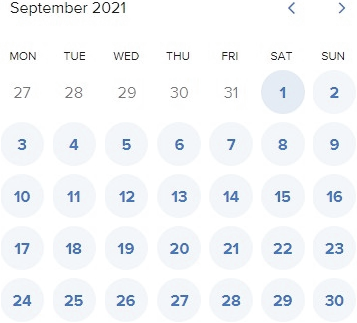 September 2021
MON TUE WED THU FRI SAT SUN
27 28 29 30 31 1 2
3 4 5 6 7 8 9
10 11 12 13 14 15 16
17 18 19 20 21 22 23
24 25 26 27 28 29 30